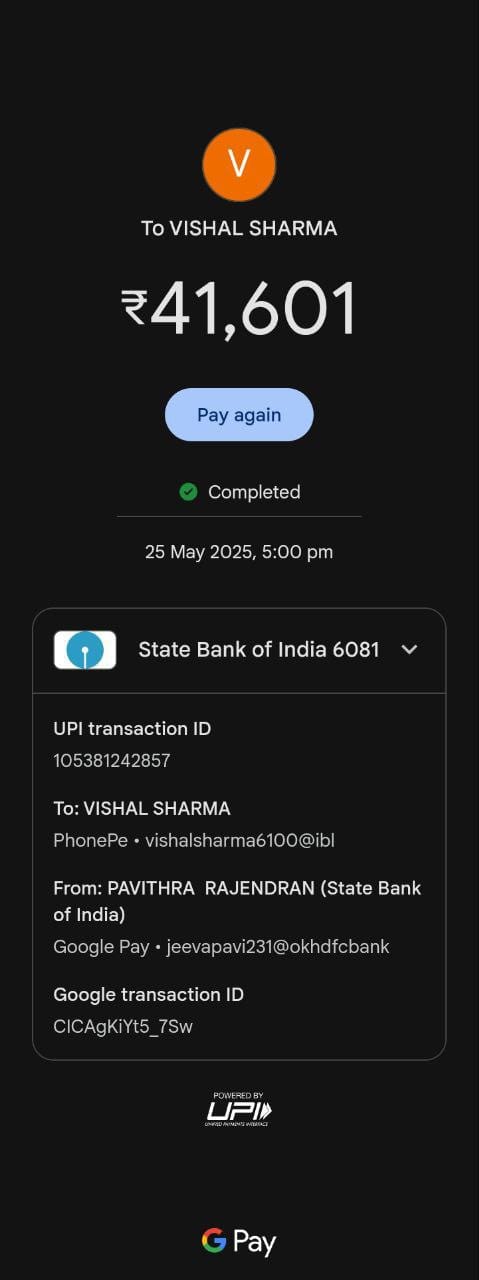 V
To VISHAL SHARMA
₹41,601
Pay again
Completed
25 May 2025, 5:00 pm
State Bank of India 6081
UPI transaction ID
105381242857
To: VISHAL SHARMA
PhonePe • vishalsharma6100@ibl
From: PAVITHRA  RAJENDRAN (State Bank
of India)
Google Pay • jeevapavi231@okhdfcbank
Google transaction ID
CICAgKiYt5_7Sw
POWERED BY
UPI
UNIFIED PAYMENTS INTERFACE
G Pay